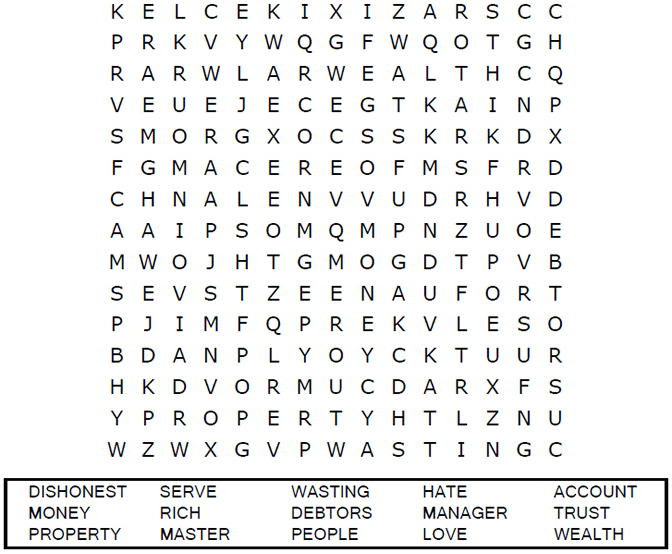 K E L C E K I X I Z A R S C C
P R K V Y W Q G F W Q O T G H
R A R W L A R W E A L T H C Q
V E U E J E C E G T K A I N P
S M O R G X O C S S K R K D X
F G M A C E R E O F M S F R D
C H N A L E N V V U D R H V D
A A I P S O M Q M P N Z U O E
M W O J H T G M O G D T P V B
S E V S T Z E E N A U F O R T
P J I M F Q P R E K V L E S O
B D A N P L Y O Y C K T U U R
H K D V O R M U C D A R X F S
Y P R O P E R T Y H T L Z N U
W Z W X G V P W A S T I N G C
DISHONEST SERVE WASTING HATE ACCOUNT
MONEY RICH DEBTORS MANAGER TRUST
PROPERTY MASTER PEOPLE LOVE WEALTH